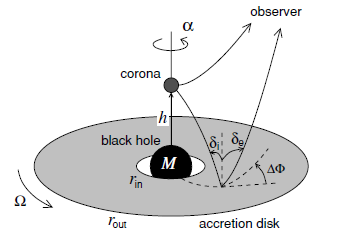 observer
α
corona
h
black hole
δi δe
M
ΔΦ
rin
Ω
rout
accretion disk